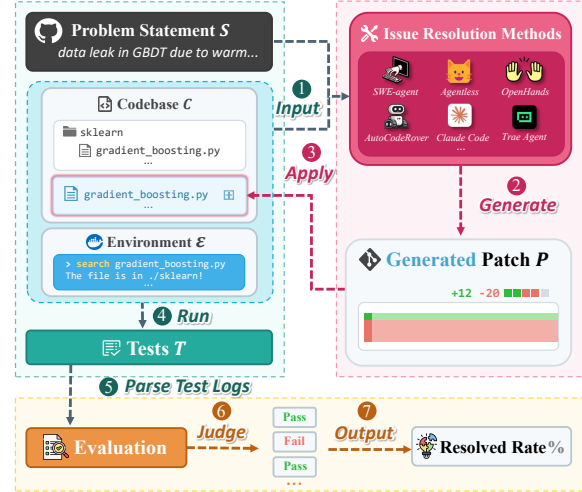 Problem Statement S
data leak in GBDT due to warm...
Codebase C
sklearn
gradient_boosting.py
...
gradient_boosting.py
...
Environment ε
> search gradient_boosting.py
The file is in ./sklearn!
4 Run
Tests T
1
Input
3
Apply
Issue Resolution Methods
SWE-agent
Agentless
OpenHands
AutoCodeRover
Claude Code
Trae Agent
...
2
Generate
Generated Patch P
+12 -20
5 Parse Test Logs
Evaluation
6
Judge
Pass
Fail
Pass
...
7
Output
Resolved Rate%